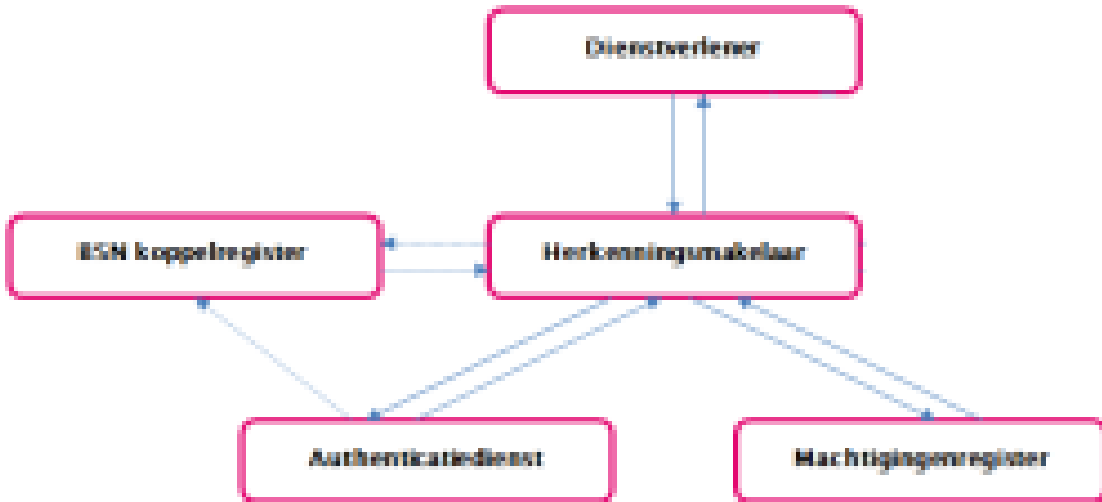 Dienstverlener
BSN koppelregister
Herkenningsmakelaar
Authenticatiedienst
Machtigingenregister